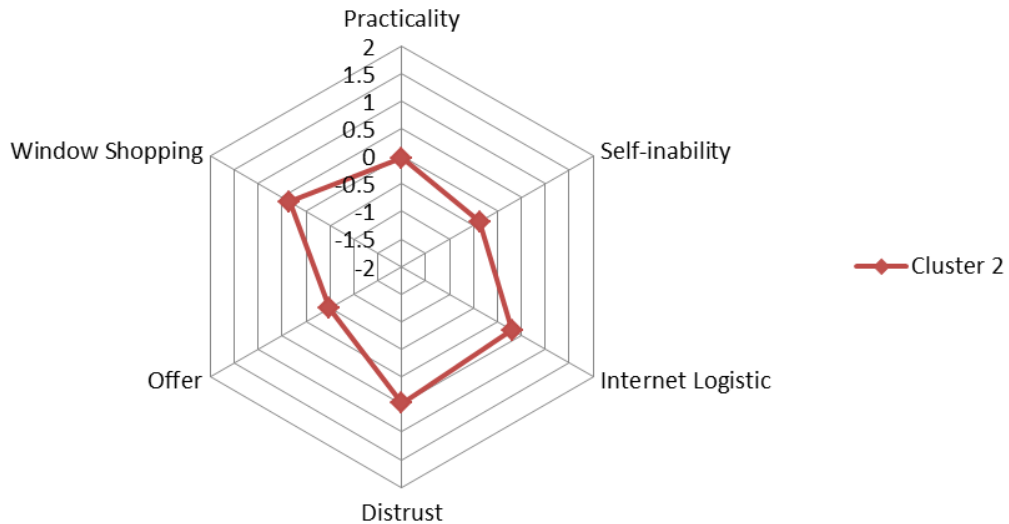 Practicality
2
1.5
1
0.5
0
-0.5
-1
-1.5
-2
Window Shopping
Self-inability
Cluster 2
Offer
Internet Logistic
Distrust